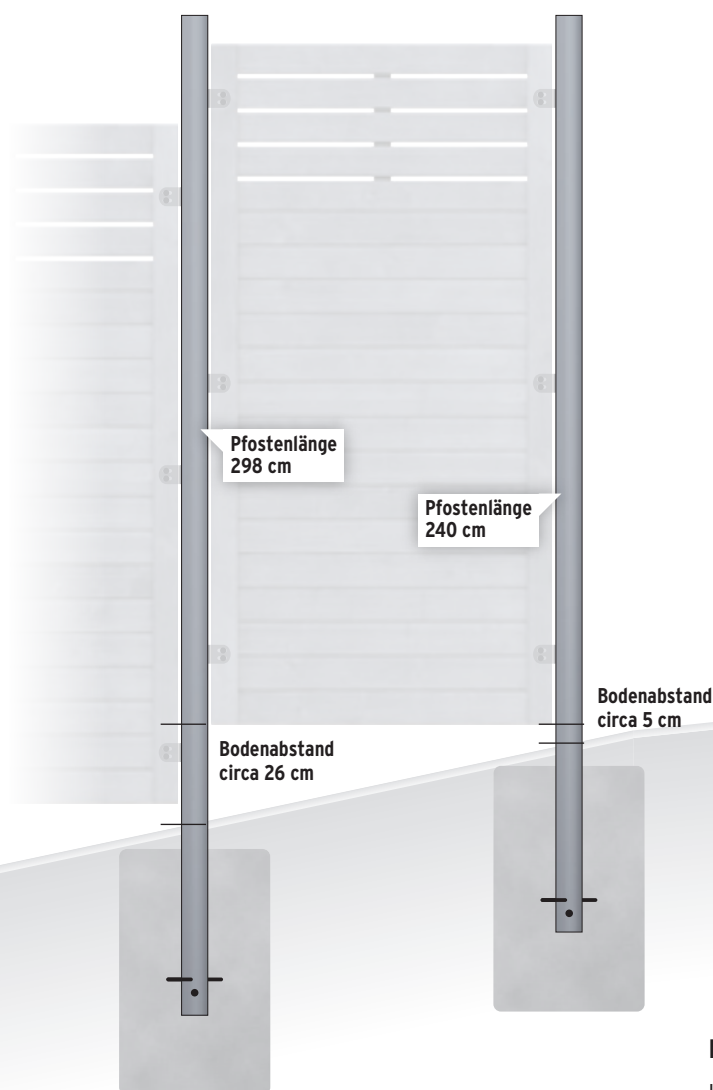 Pfostenlänge
298 cm
Pfostenlänge
240 cm
Bodenabstand
circa 5 cm
Bodenabstand
circa 26 cm